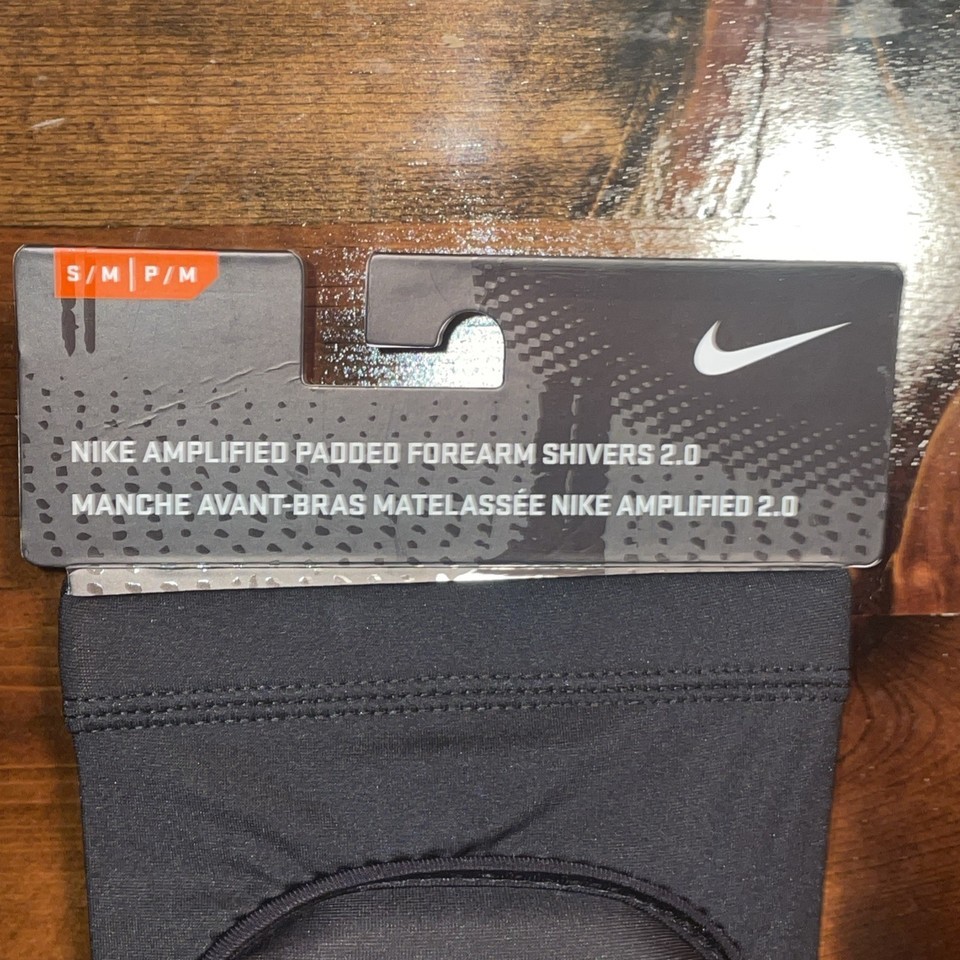 S/M | P/M
NIKE AMPLIFIED PADDED FOREARM SHIVERS 2.0
MANCHE AVANT-BRAS MATELASSÉE NIKE AMPLIFIED 2.0